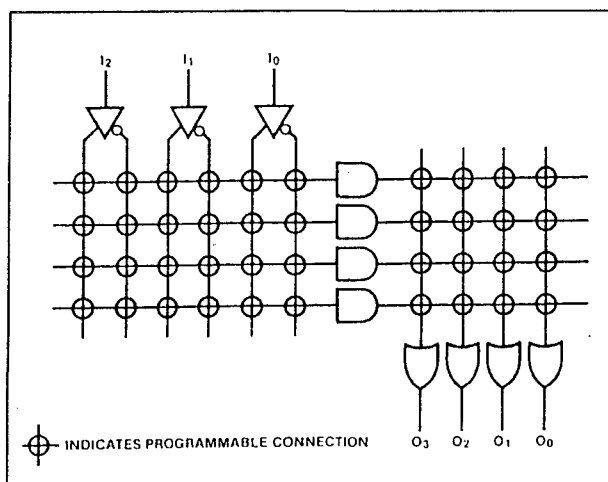 I2 I1 I0
INDICATES PROGRAMMABLE CONNECTION O3 O2 O1 O0